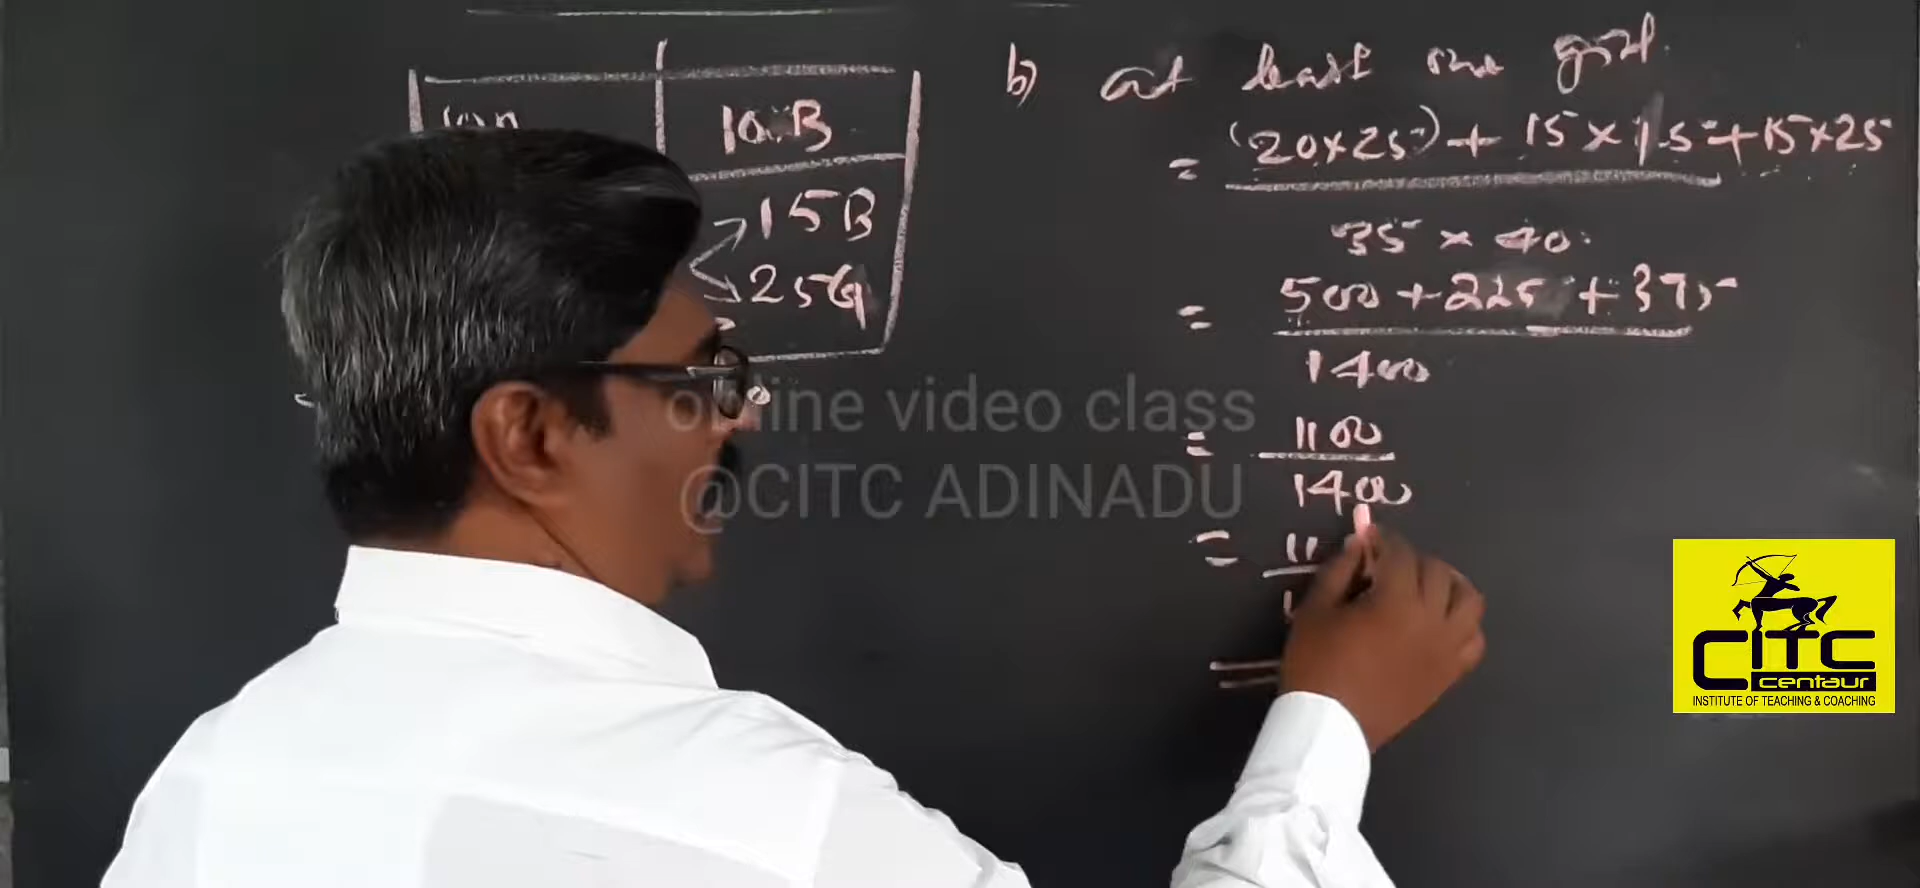 10 B
15 B
25 G
b) at least one girl
= (20×25) + 15 × 15 + 15×25
35 × 40
= 500 + 225 + 375
1400
= 1100
1400
= 11
online video class
@CITC ADINADU
CITC
centaur
INSTITUTE OF TEACHING & COACHING